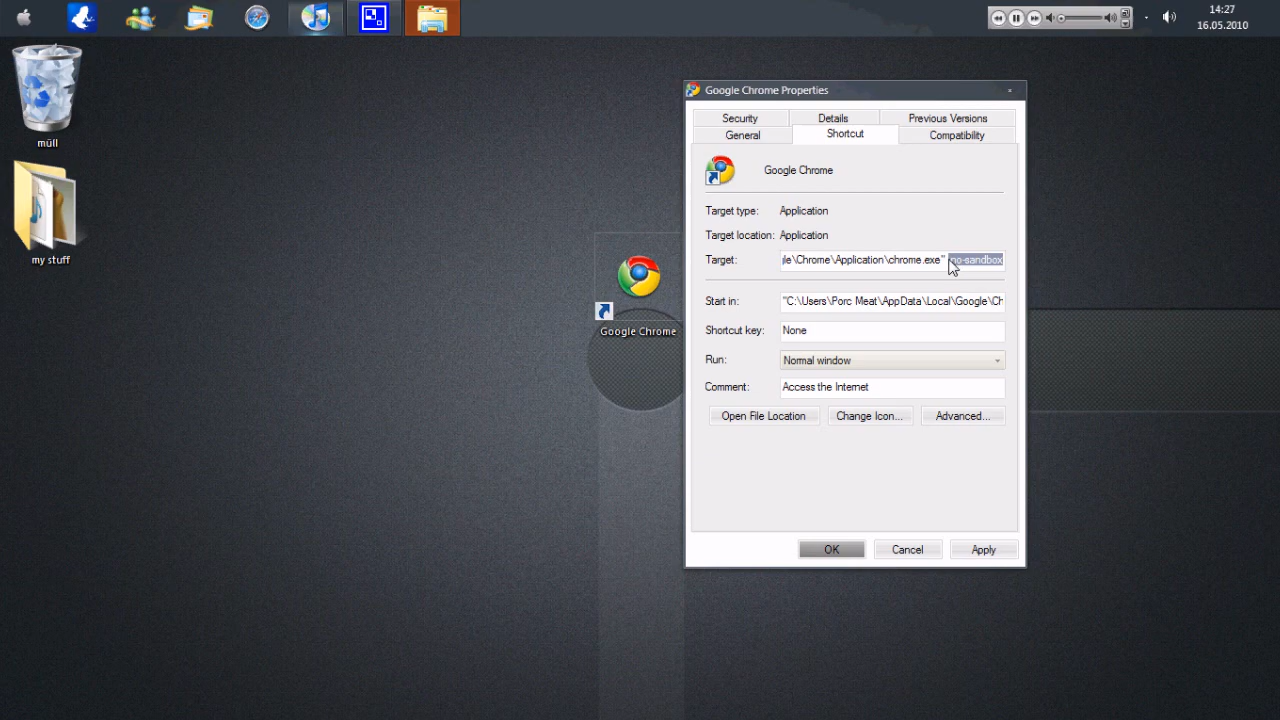 14:27
16.05.2010
müll
my stuff
Google Chrome
Google Chrome Properties
Security Details Previous Versions
General Shortcut Compatibility
Google Chrome
Target type: Application
Target location: Application
Target: le\Chrome\Application\chrome.exe" no-sandbox
Start in: "C:\Users\Porc Meat\AppData\Local\Google\Ch
Shortcut key: None
Run: Normal window
Comment: Access the Internet
Open File Location Change Icon... Advanced...
OK Cancel Apply